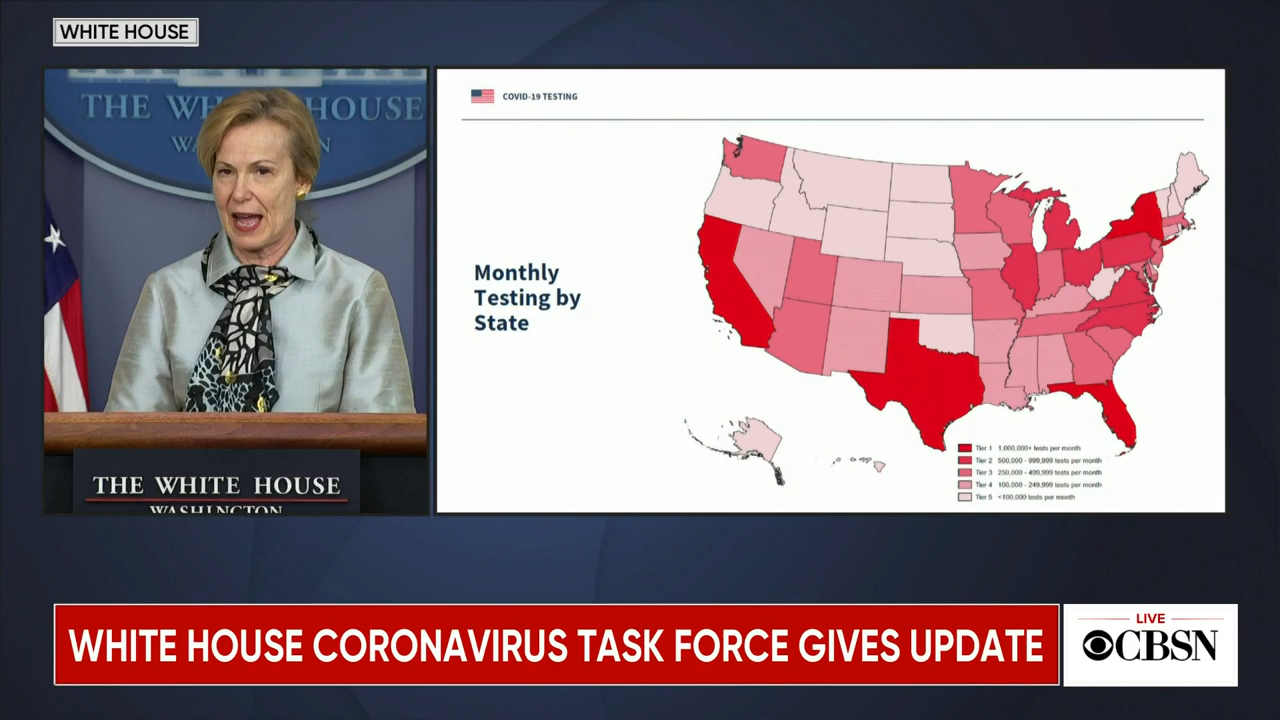 WHITE HOUSE
THE WHITE HOUSE
WA N
THE WHITE HOUSE
WASHINGTON
COVID-19 TESTING
Monthly
Testing by
State
Tier 1 1,000,000+ tests per month
Tier 2 500,000 - 999,999 tests per month
Tier 3 250,000 - 499,999 tests per month
Tier 4 100,000 - 249,999 tests per month
Tier 5 <100,000 tests per month
WHITE HOUSE CORONAVIRUS TASK FORCE GIVES UPDATE
LIVE
CBSN